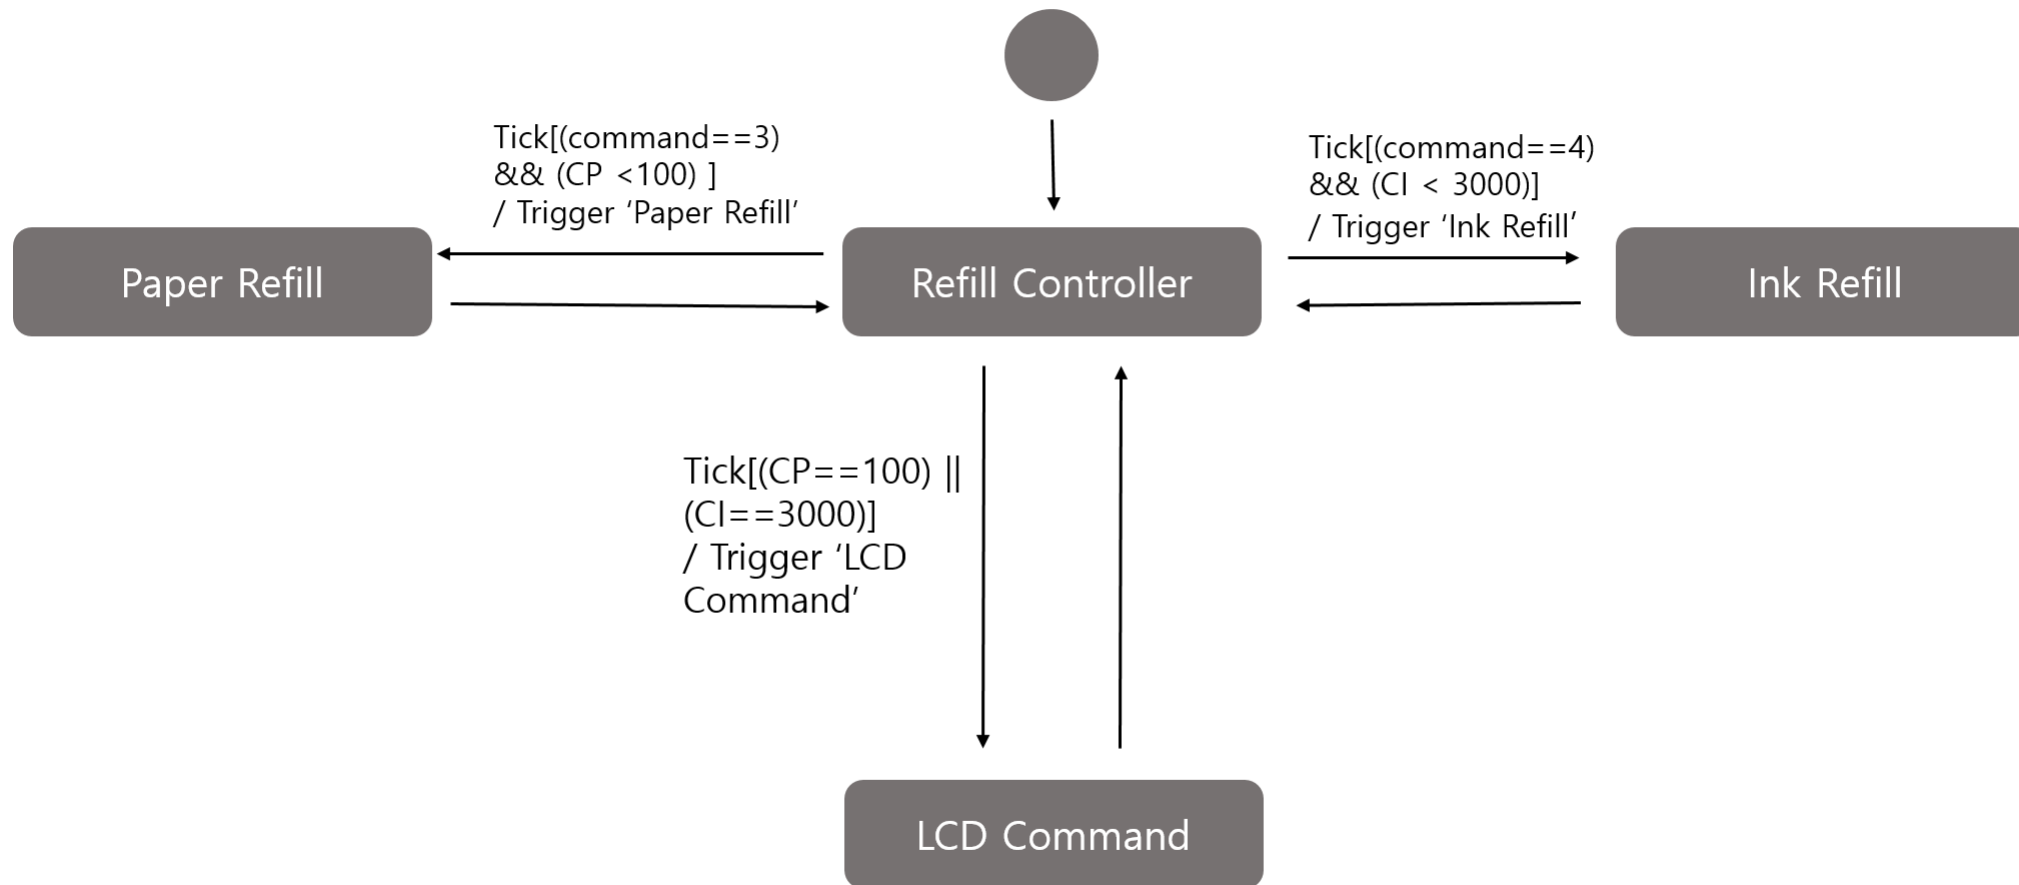 Tick[(command==3)
&& (CP <100) ]
/ Trigger ‘Paper Refill’
Tick[(command==4)
&& (CI < 3000)]
/ Trigger ‘Ink Refill’
Paper Refill
Refill Controller
Ink Refill
Tick[(CP==100) ||
(CI==3000)]
/ Trigger ‘LCD
Command’
LCD Command